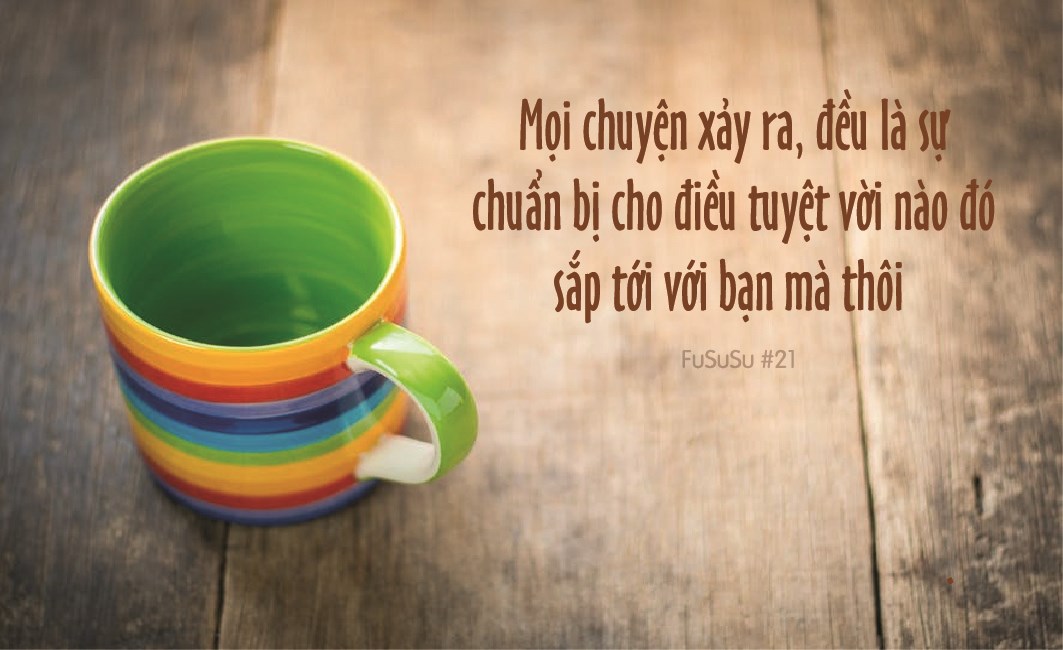 Mọi chuyện xảy ra, đều là sự
chuẩn bị cho điều tuyệt vời nào đó
sắp tới với bạn mà thôi
FuSuSu #21